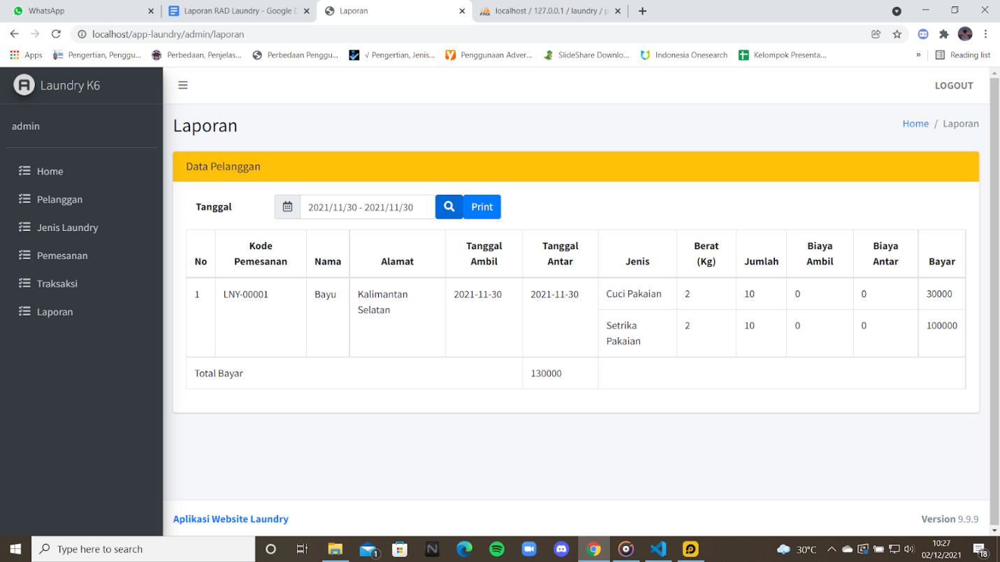 WhatsApp
Laporan RAD Laundry - Google D
Laporan
localhost / 127.0.0.1 / laundry / p
localhost/app-laundry/admin/laporan
Apps
Pengertian, Penggu...
Perbedaan, Penjelas...
Perbedaan Penggu...
√ Pengertian, Jenis...
Penggunaan Adver...
SlideShare Downlo...
Indonesia Onesearch
Kelompok Presenta...
»
Reading list
Laundry K6
LOGOUT
admin
Laporan
Home / Laporan
Home
Pelanggan
Jenis Laundry
Pemesanan
Traksaksi
Laporan
Data Pelanggan
Tanggal
2021/11/30 - 2021/11/30
Print
No
Kode
Pemesanan
Nama
Alamat
Tanggal
Ambil
Tanggal
Antar
Jenis
Berat
(Kg)
Jumlah
Biaya
Ambil
Biaya
Antar
Bayar
1
LNY-00001
Bayu
Kalimantan
Selatan
2021-11-30
2021-11-30
Cuci Pakaian
2
10
0
0
30000
Setrika
Pakaian
2
10
0
0
100000
Total Bayar
130000
Aplikasi Website Laundry
Version 9.9.9
Type here to search
1
N
30°C
10:27
02/12/2021
18